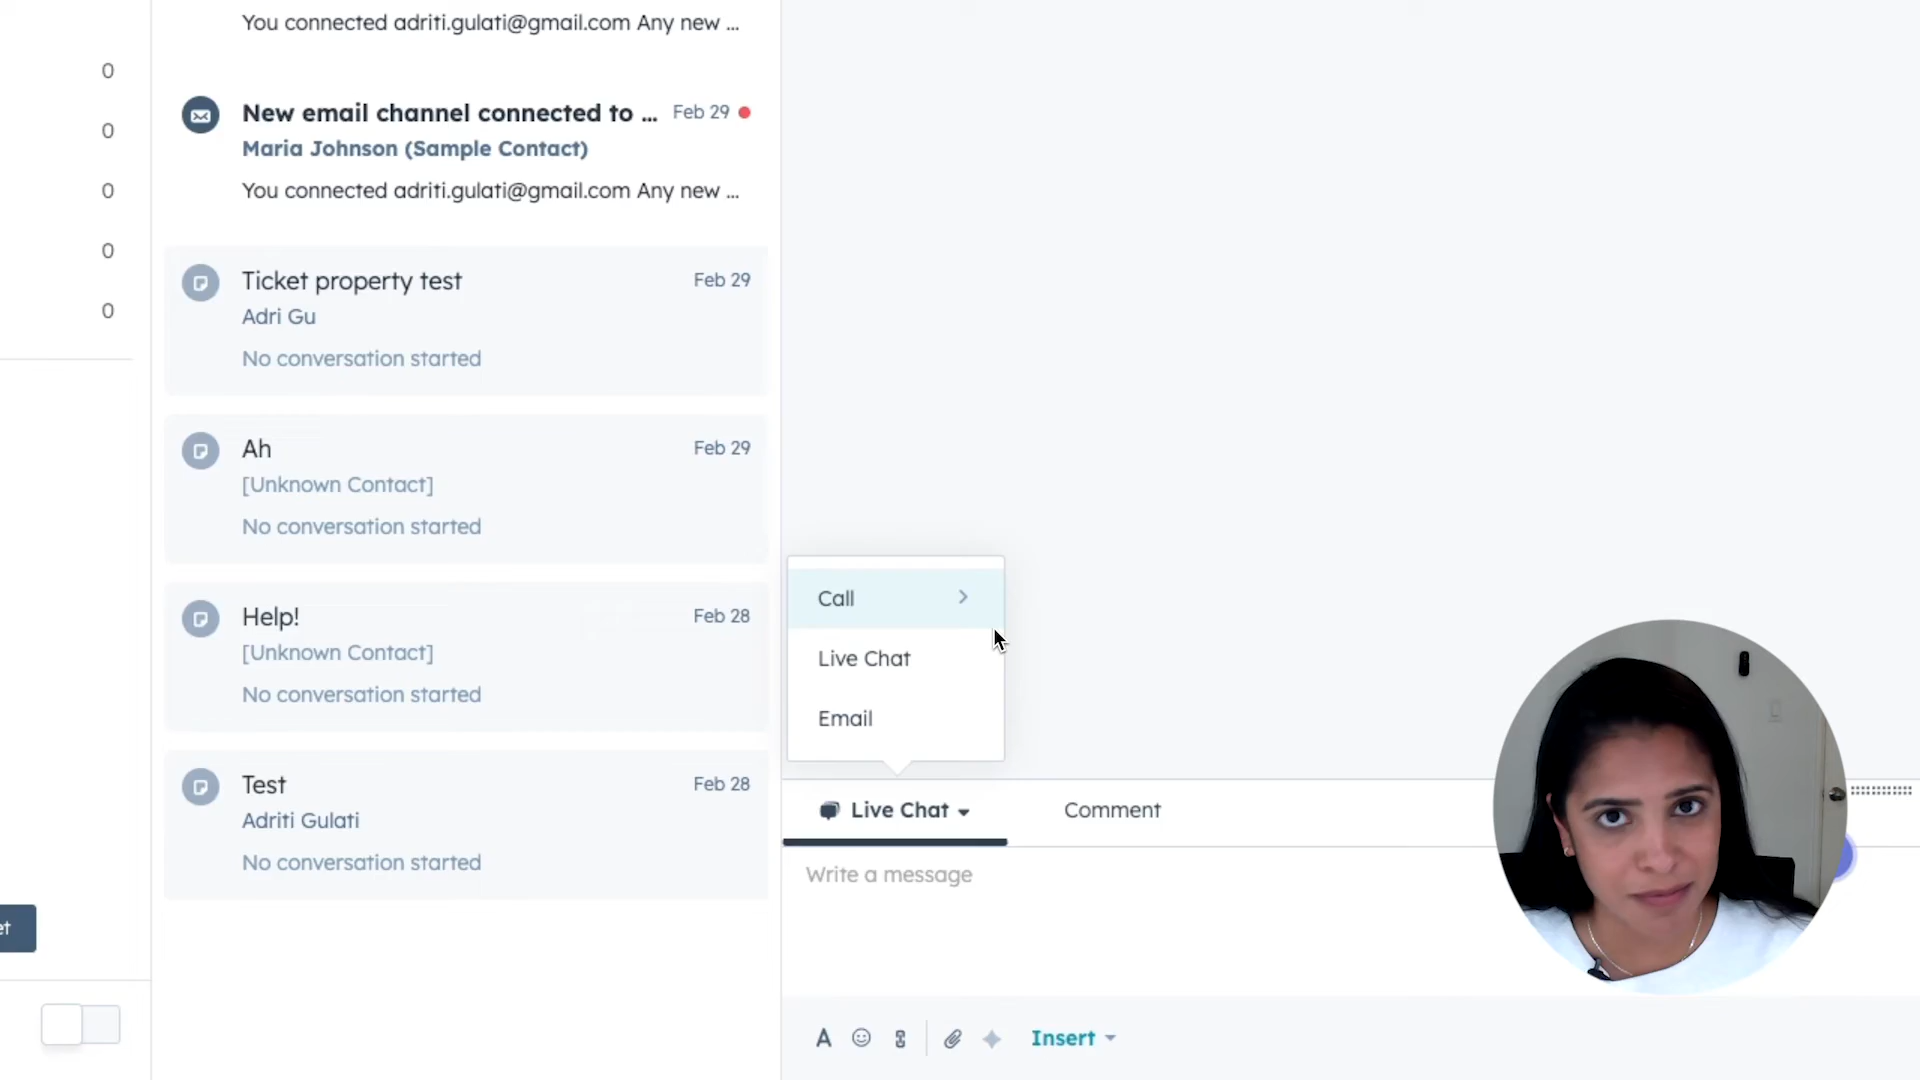 You connected adriti.gulati@gmail.com Any new ...
0
New email channel connected to ... Feb 29
0
Maria Johnson (Sample Contact)
You connected adriti.gulati@gmail.com Any new ...
0
0
Ticket property test Feb 29
Adri Gu
0
No conversation started
Ah Feb 29
[Unknown Contact]
No conversation started
Help! Feb 28
[Unknown Contact]
No conversation started
Test Feb 28
Adriti Gulati
No conversation started
et
Call
Live Chat
Email
Live Chat Comment
Write a message
A
Insert